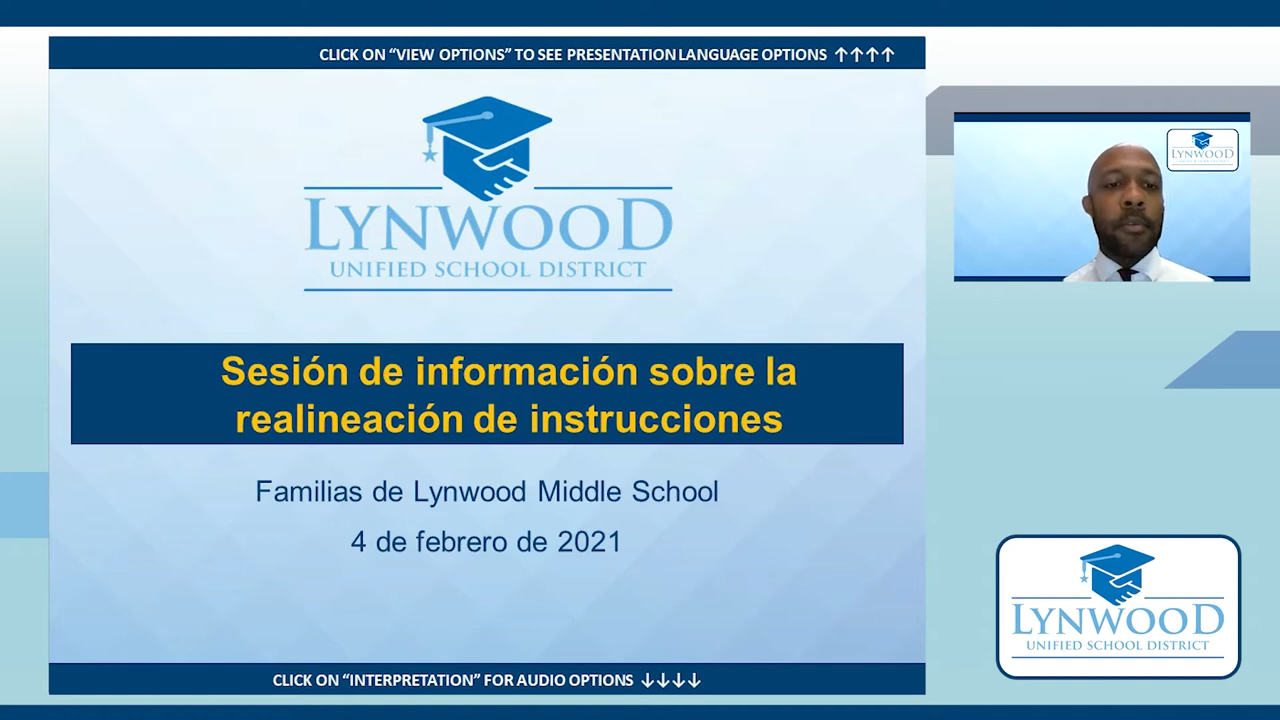 CLICK ON “VIEW OPTIONS” TO SEE PRESENTATION LANGUAGE OPTIONS ↑↑↑↑
LYNWOOD
UNIFIED SCHOOL DISTRICT
Sesión de información sobre la
realineación de instrucciones
Familias de Lynwood Middle School
4 de febrero de 2021
CLICK ON “INTERPRETATION” FOR AUDIO OPTIONS ↓↓↓↓
LYNWOOD
LYNWOOD
UNIFIED SCHOOL DISTRICT